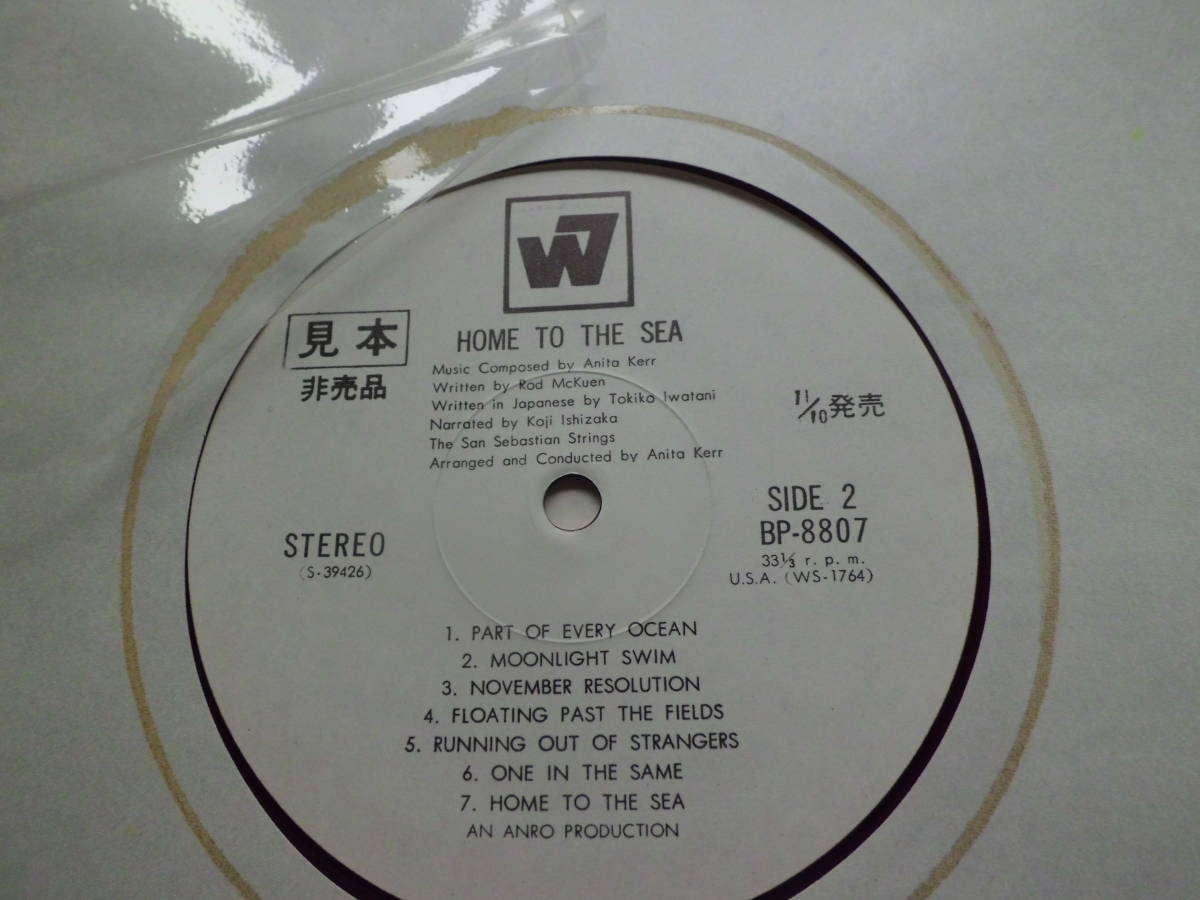 W7
HOME TO THE SEA
見本
非売品
Music Composed by Anita Kerr
Written by Rod McKuen
Written in Japanese by Tokiko Iwatani
Narrated by Koji Ishizaka
The San Sebastian Strings
Arranged and Conducted by Anita Kerr
11/10発売
STEREO
(S-39426)
SIDE 2
BP-8807
33⅓ r. p. m.
U.S.A. (WS-1764)
1. PART OF EVERY OCEAN
2. MOONLIGHT SWIM
3. NOVEMBER RESOLUTION
4. FLOATING PAST THE FIELDS
5. RUNNING OUT OF STRANGERS
6. ONE IN THE SAME
7. HOME TO THE SEA
AN ANRO PRODUCTION